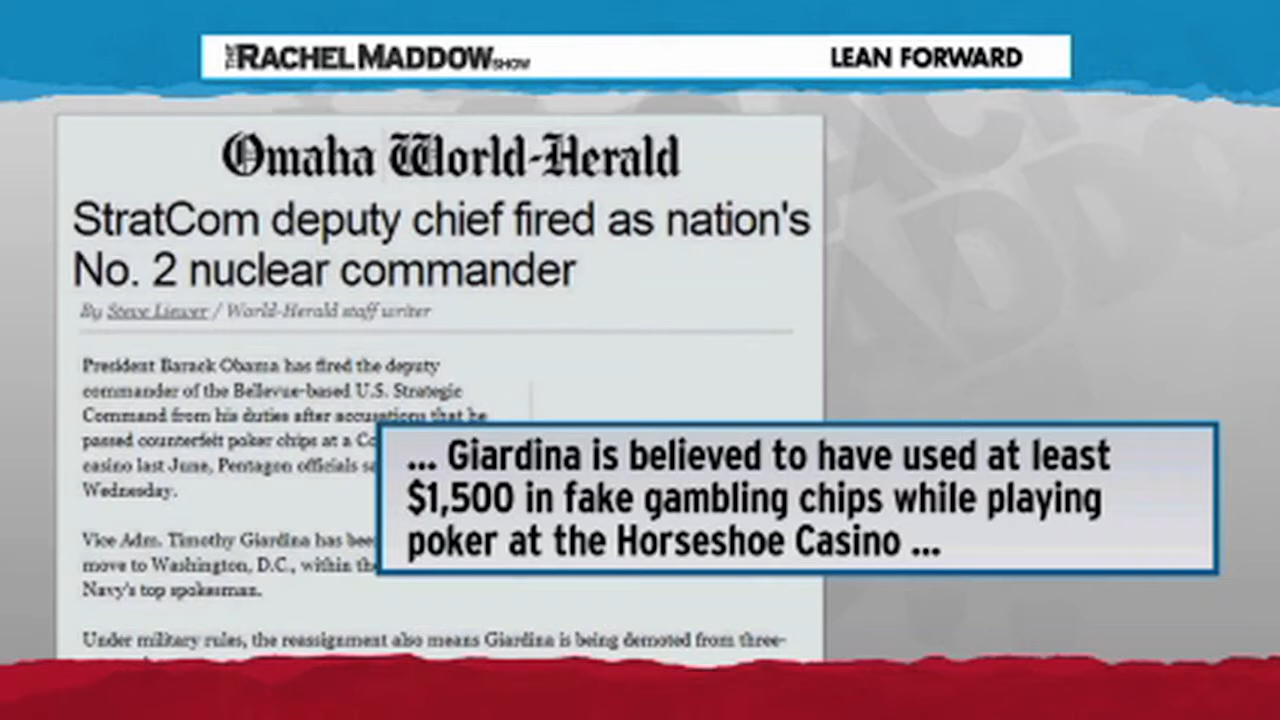 THE RACHEL MADDOW SHOW
LEAN FORWARD
Omaha World-Herald
StratCom deputy chief fired as nation's
No. 2 nuclear commander
By Steve Liewer / World-Herald staff writer
President Barack Obama has fired the deputy
commander of the Bellevue-based U.S. Strategic
Command from his duties after accusations that he
passed counterfeit poker chips at a Co
casino last June, Pentagon officials sa
Wednesday.
Vice Adm. Timothy Giardina has bee
move to Washington, D.C., within the
Navy's top spokesman.
Under military rules, the reassignment also means Giardina is being demoted from three-
... Giardina is believed to have used at least
$1,500 in fake gambling chips while playing
poker at the Horseshoe Casino ...